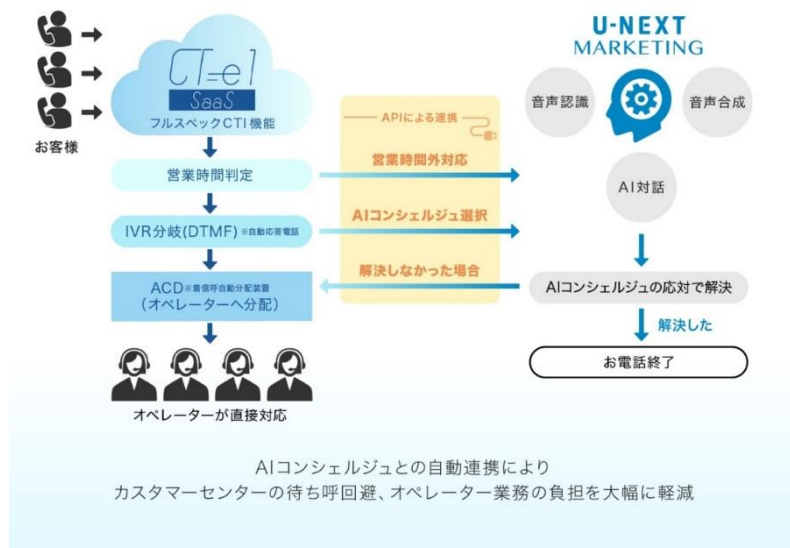 CT-e1
SaaS
フルスペックCTI機能
お客様
営業時間判定
IVR分岐(DTMF)※自動応答電話
ACD※着信呼自動分配装置
(オペレーターへ分配)
オペレーターが直接対応
APIによる連携
営業時間外対応
AIコンシェルジュ選択
解決しなかった場合
U-NEXT
MARKETING
音声認識
音声合成
AI対話
AIコンシェルジュの応対で解決
解決した
お電話終了
AIコンシェルジュとの自動連携により
カスタマーセンターの待ち呼回避、オペレーター業務の負担を大幅に軽減